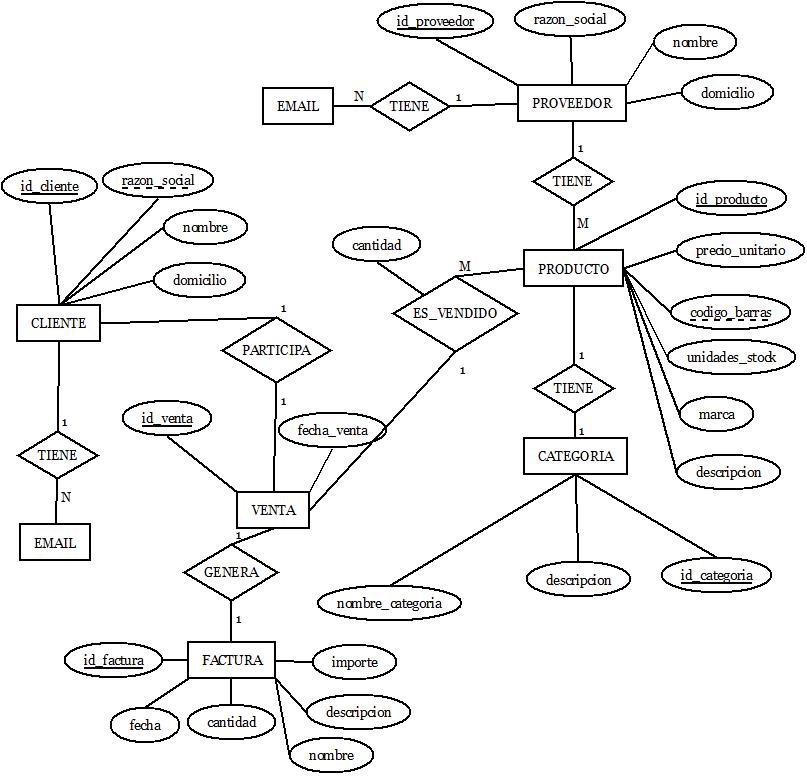 id_proveedor
razon_social
nombre
domicilio
EMAIL
N
TIENE
1
PROVEEDOR
1
TIENE
M
id_cliente
razon_social
nombre
domicilio
id_producto
precio_unitario
codigo_barras
unidades_stock
marca
descripcion
cantidad
M
PRODUCTO
ES_VENDIDO
1
CLIENTE
1
PARTICIPA
1
1
TIENE
1
CATEGORIA
id_venta
fecha_venta
1
TIENE
N
EMAIL
VENTA
1
GENERA
1
nombre_categoria
descripcion
id_categoria
id_factura
FACTURA
importe
fecha
cantidad
descripcion
nombre